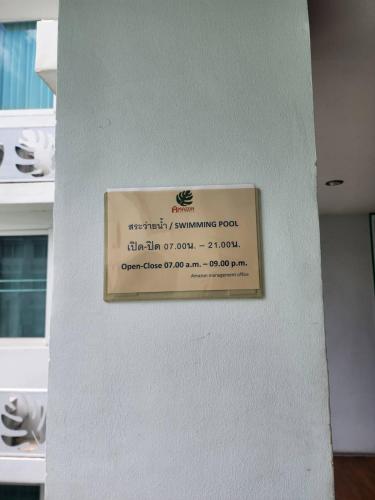 AMAZON
สระว่ายน้ำ / SWIMMING POOL
เปิด-ปิด 07.00น. – 21.00น.
Open-Close 07.00 a.m. – 09.00 p.m.
Amazon management office